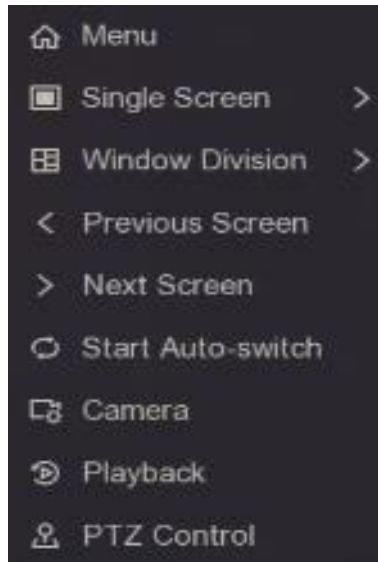 Menu
Single Screen
Window Division
Previous Screen
Next Screen
Start Auto-switch
Camera
Playback
PTZ Control